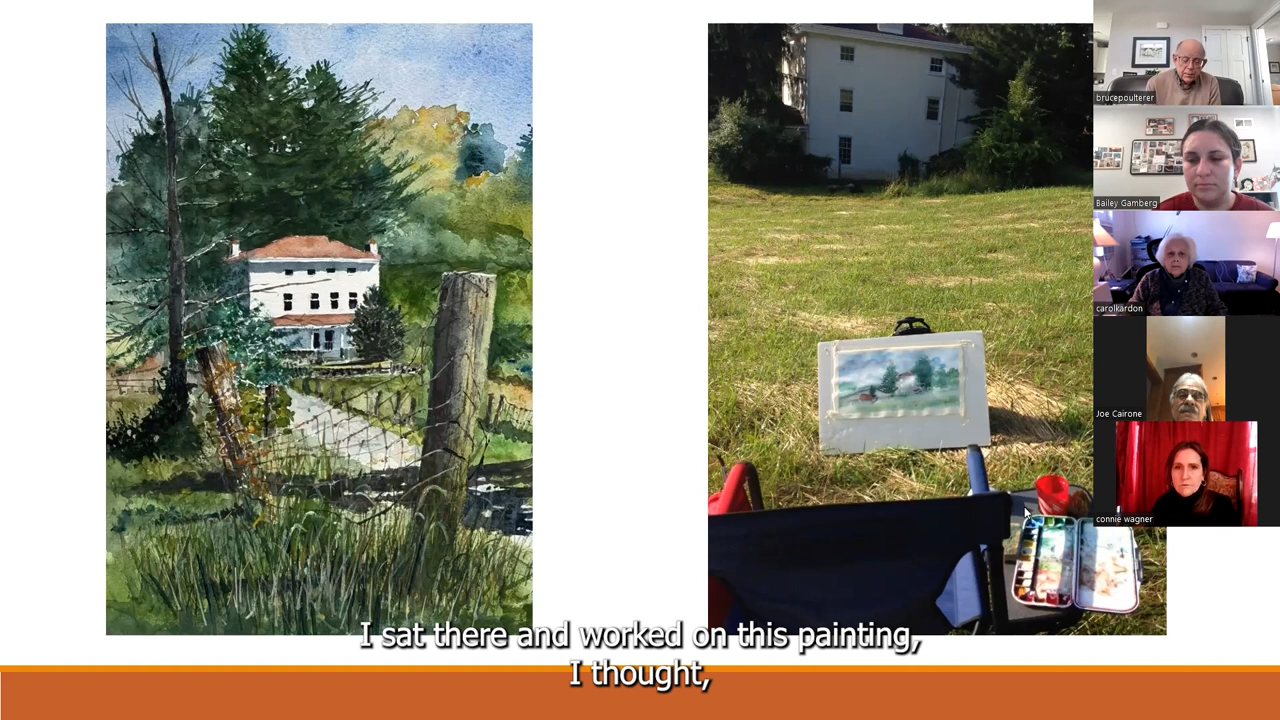 brucepoulterer
Bailey Gamberg
carolkardon
Joe Cairone
connie wagner
I sat there and worked on this painting,
I thought,